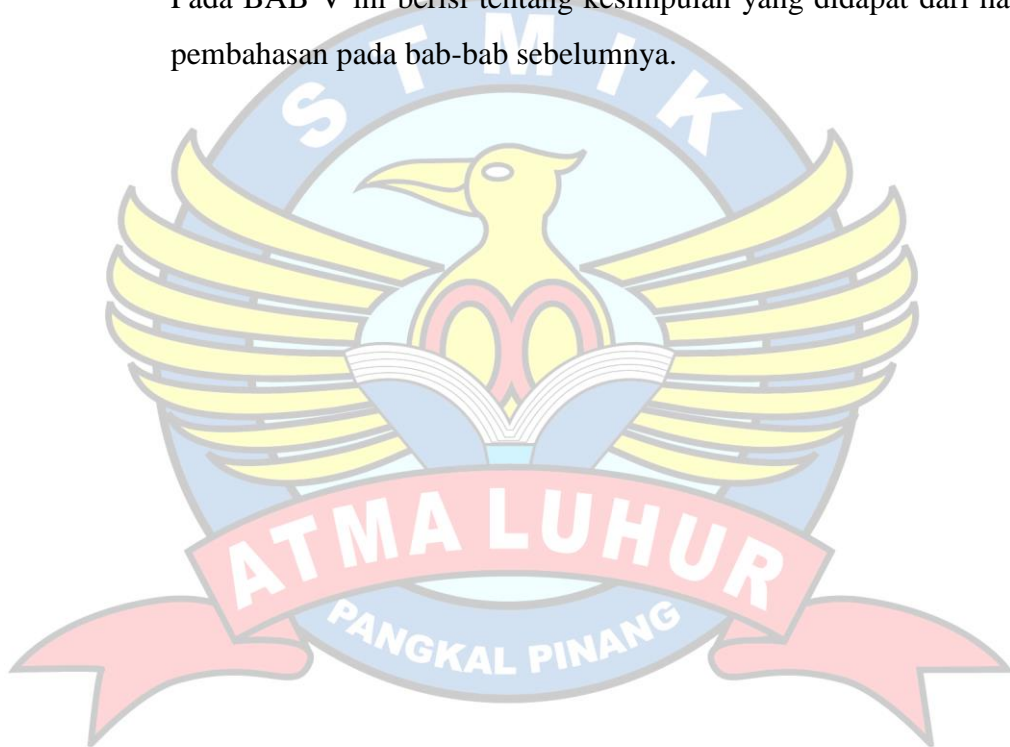 Pada BAB V ini berisi tentang kesimpulan yang didapat dari
pembahasan pada bab-bab sebelumnya.
STMIK
ATMA LUHUR
PANGKAL PINANG